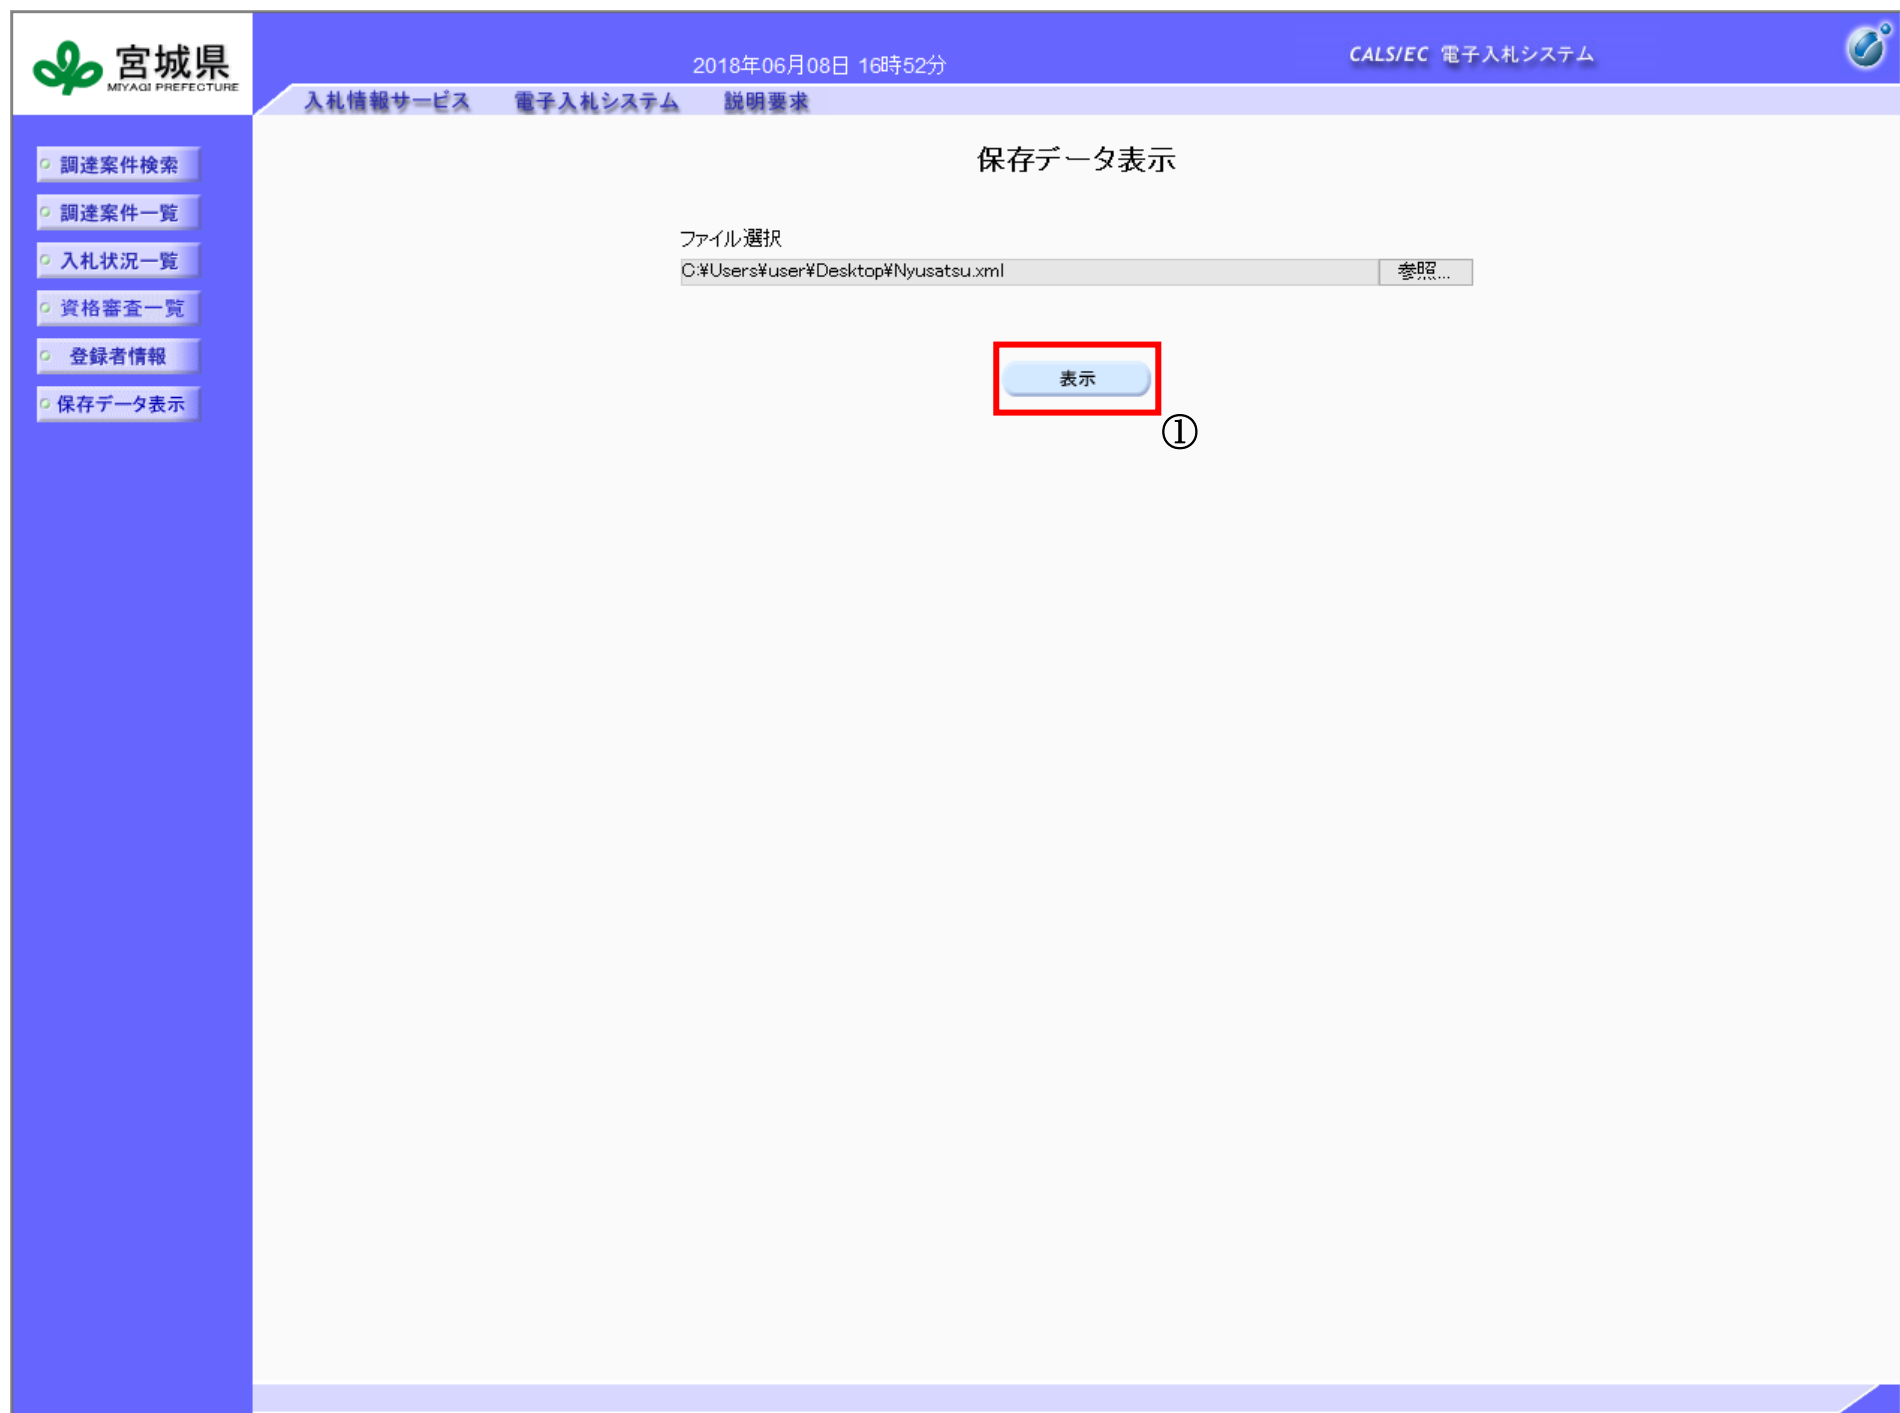 宮城県
MIYAGI PREFECTURE
2018年06月08日 16時52分
CALS/EC 電子入札システム
入札情報サービス 電子入札システム 説明要求
調達案件検索
調達案件一覧
入札状況一覧
資格審査一覧
登録者情報
保存データ表示
保存データ表示
ファイル選択
C:¥Users¥user¥Desktop¥Nyusatsu.xml
参照...
表示
①